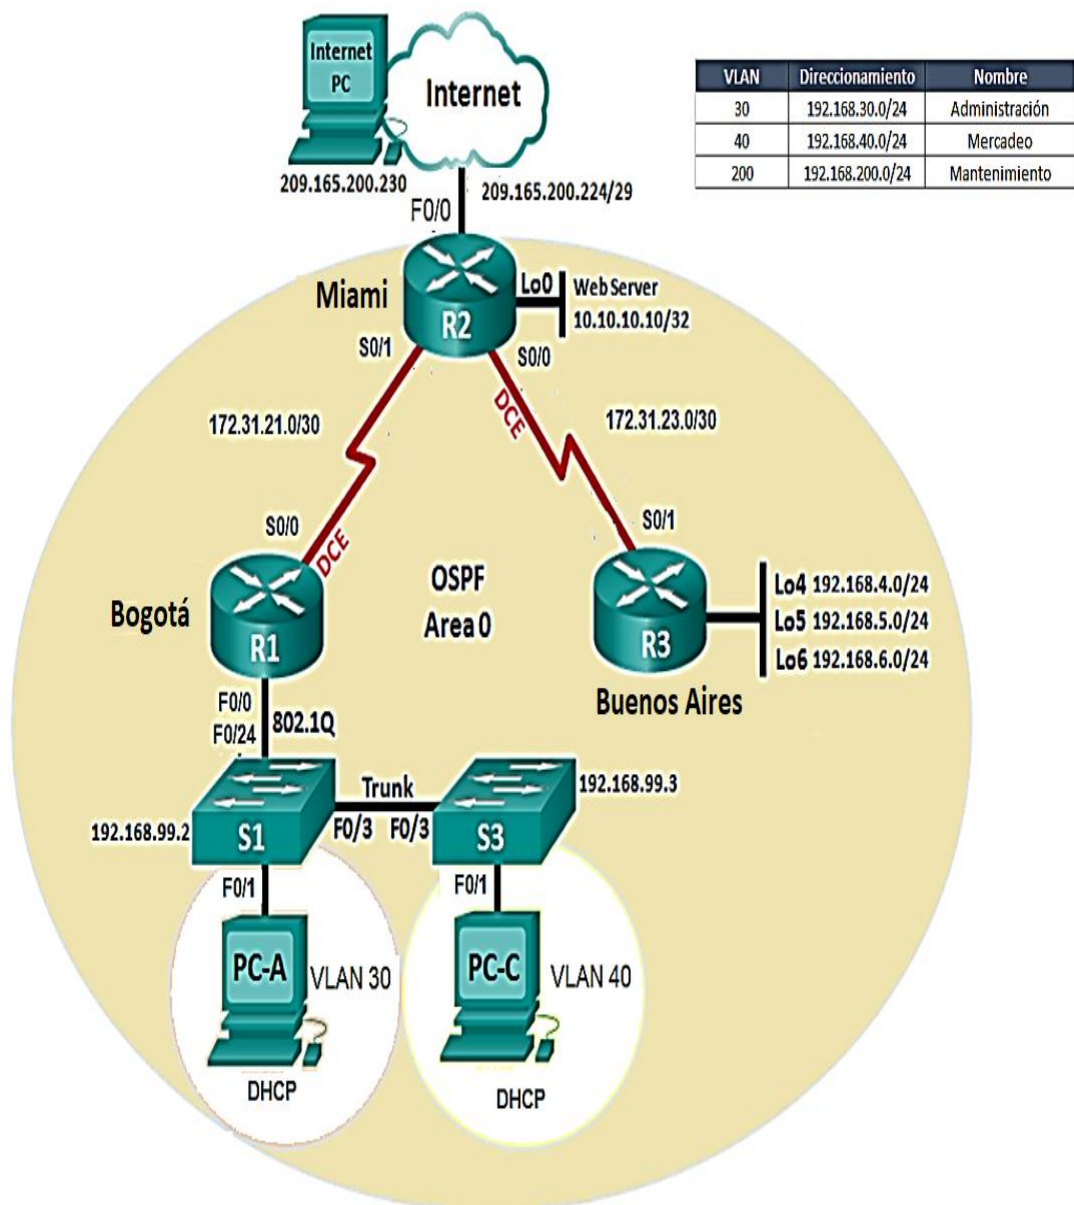 Internet
PC
Internet
209.165.200.230
209.165.200.224/29
F0/0
VLAN Direccionamiento Nombre
30 192.168.30.0/24 Administración
40 192.168.40.0/24 Mercadeo
200 192.168.200.0/24 Mantenimiento
Miami
R2
Lo0
Web Server
10.10.10.10/32
S0/1
S0/0
DCE
172.31.21.0/30
172.31.23.0/30
S0/0
DCE
S0/1
Bogotá
R1
OSPF
Area 0
R3
Lo4 192.168.4.0/24
Lo5 192.168.5.0/24
Lo6 192.168.6.0/24
Buenos Aires
F0/0
F0/24
802.1Q
Trunk
192.168.99.3
192.168.99.2
S1
F0/3 F0/3
S3
F0/1
F0/1
PC-A
VLAN 30
PC-C
VLAN 40
DHCP
DHCP